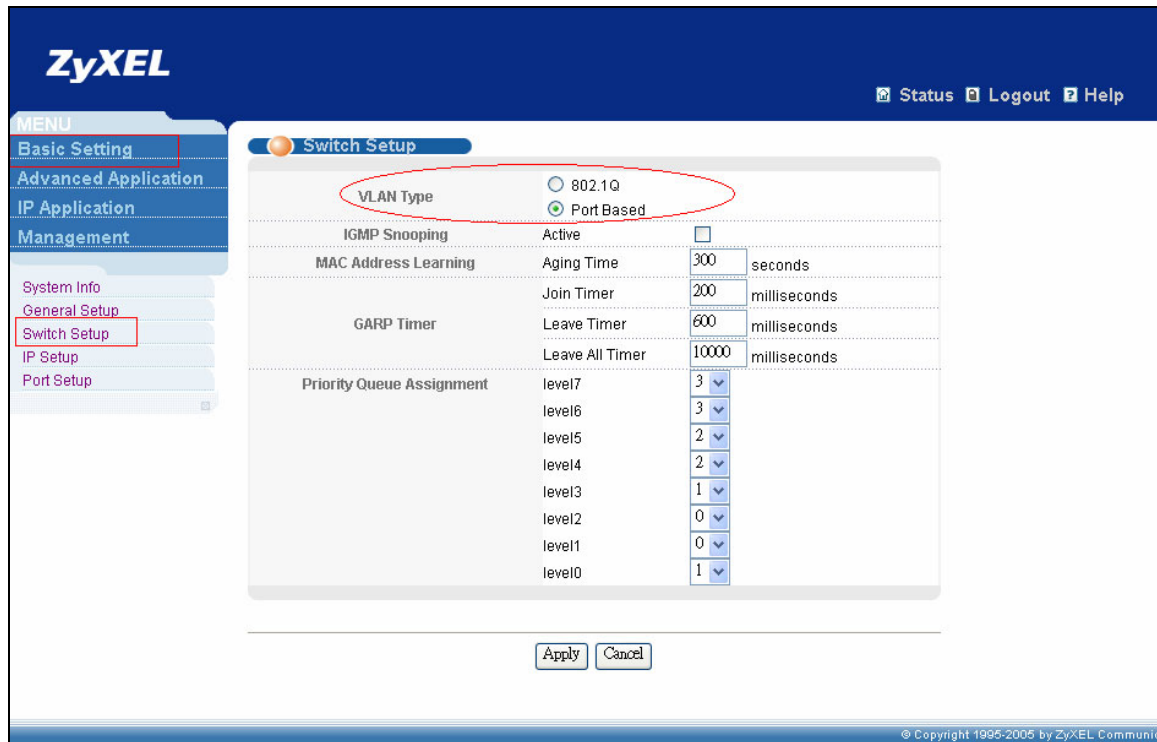 ZyXEL
Status Logout Help
MENU
Basic Setting
Advanced Application
IP Application
Management
System Info
General Setup
Switch Setup
IP Setup
Port Setup
Switch Setup
VLAN Type
802.1Q
Port Based
IGMP Snooping Active
MAC Address Learning Aging Time 300 seconds
GARP Timer
Join Timer 200 milliseconds
Leave Timer 600 milliseconds
Leave All Timer 10000 milliseconds
Priority Queue Assignment
level7 3
level6 3
level5 2
level4 2
level3 1
level2 0
level1 0
level0 1
Apply Cancel
© Copyright 1995-2005 by ZyXEL Communic